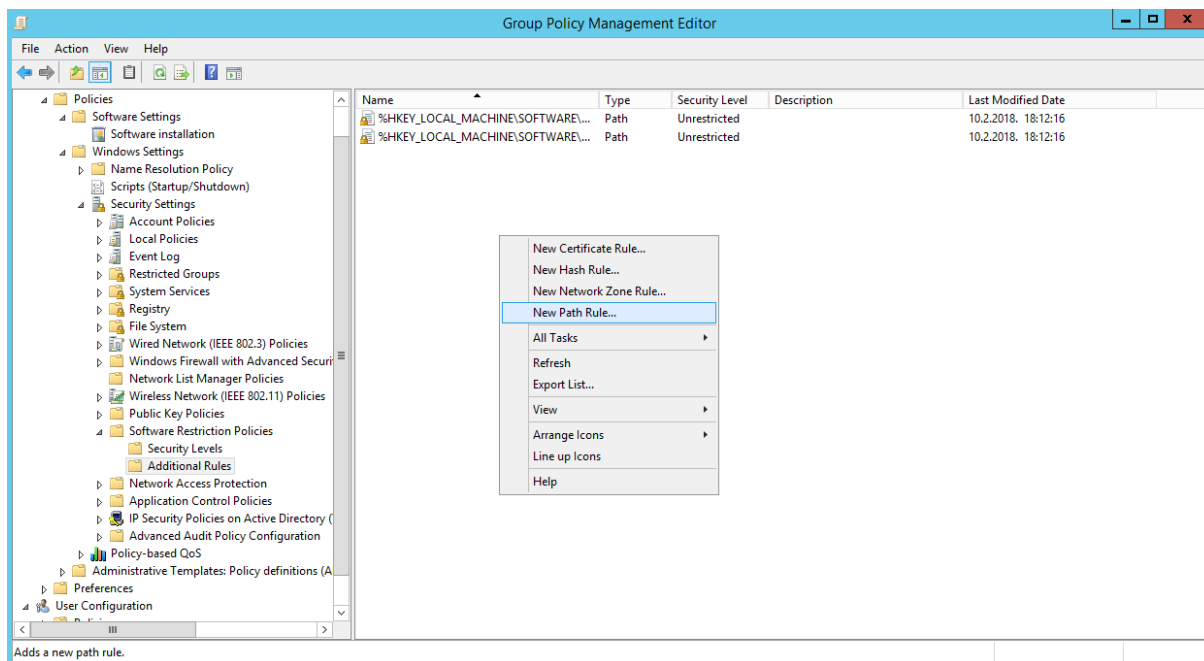 Group Policy Management Editor
File Action View Help
Policies
Software Settings
Software installation
Windows Settings
Name Resolution Policy
Scripts (Startup/Shutdown)
Security Settings
Account Policies
Local Policies
Event Log
Restricted Groups
System Services
Registry
File System
Wired Network (IEEE 802.3) Policies
Windows Firewall with Advanced Securi
Network List Manager Policies
Wireless Network (IEEE 802.11) Policies
Public Key Policies
Software Restriction Policies
Security Levels
Additional Rules
Network Access Protection
Application Control Policies
IP Security Policies on Active Directory (
Advanced Audit Policy Configuration
Policy-based QoS
Administrative Templates: Policy definitions (A
Preferences
User Configuration
Name Type Security Level Description Last Modified Date
%HKEY_LOCAL_MACHINE\SOFTWARE\... Path Unrestricted 10.2.2018. 18:12:16
%HKEY_LOCAL_MACHINE\SOFTWARE\... Path Unrestricted 10.2.2018. 18:12:16
New Certificate Rule...
New Hash Rule...
New Network Zone Rule...
New Path Rule...
All Tasks
Refresh
Export List...
View
Arrange Icons
Line up Icons
Help
Adds a new path rule.